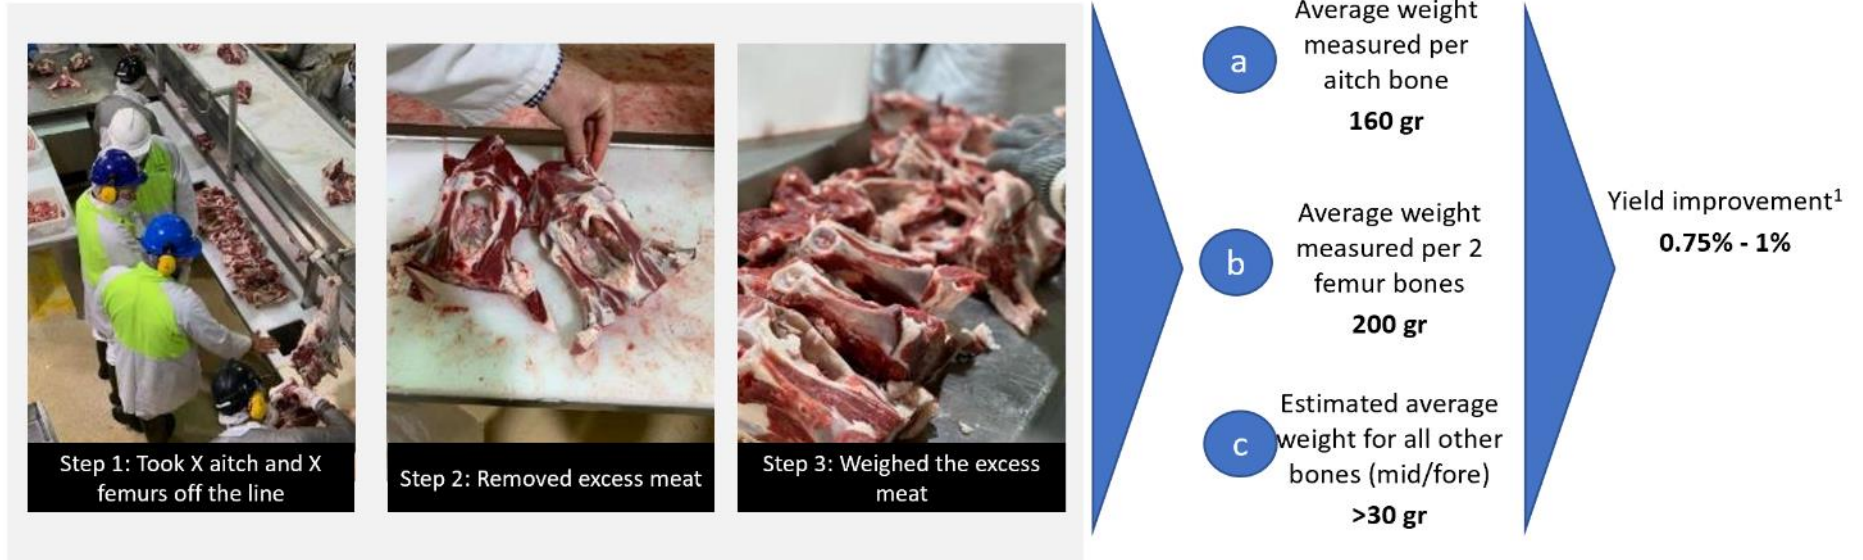 Step 1: Took X aitch and X
femurs off the line
Step 2: Removed excess meat
Step 3: Weighed the excess
meat
a
Average weight
measured per
aitch bone
160 gr
b
Average weight
measured per 2
femur bones
200 gr
c
Estimated average
weight for all other
bones (mid/fore)
>30 gr
Yield improvement¹
0.75% - 1%